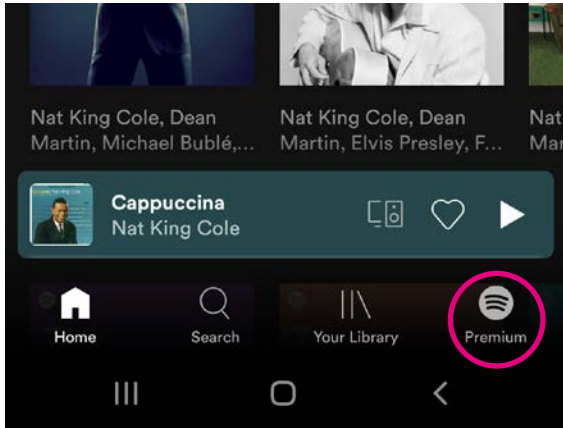 Nat King Cole, Dean
Martin, Michael Bublé,...
Nat King Cole, Dean
Martin, Elvis Presley, F...
Nat
Mar
Cappuccina
Nat King Cole
Home
Search
Your Library
Premium